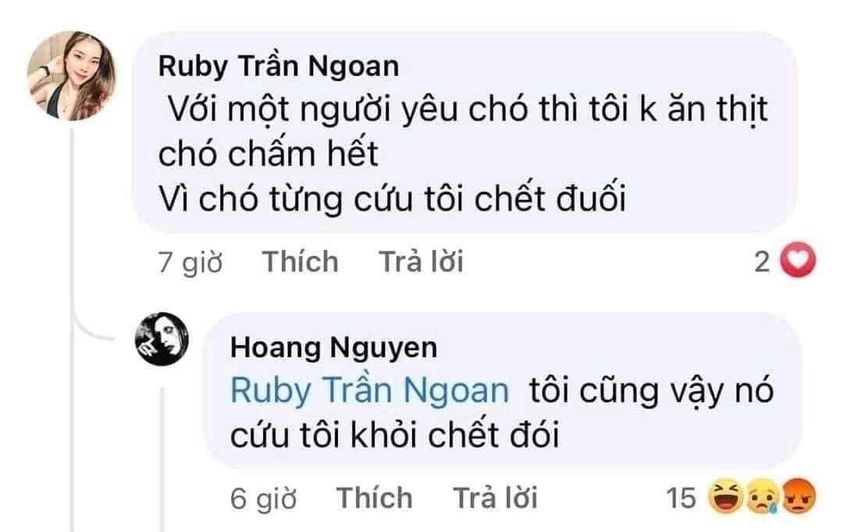 Ruby Trần Ngoan
Với một người yêu chó thì tôi k ăn thịt
chó chấm hết
Vì chó từng cứu tôi chết đuối
7 giờ Thích Trả lời 2
Hoang Nguyen
Ruby Trần Ngoan tôi cũng vậy nó
cứu tôi khỏi chết đói
6 giờ Thích Trả lời 15